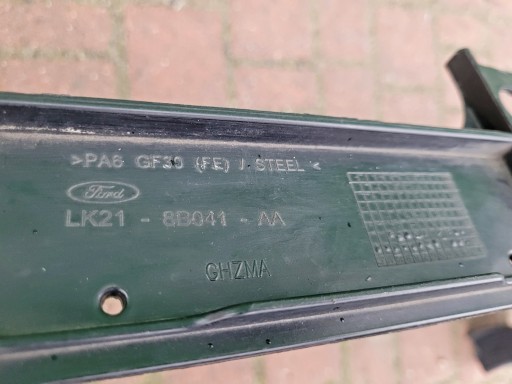 >PA6 GF30 (FE) / STEEL<
Ford
LK21 - 8B041 - AA
GHZMA